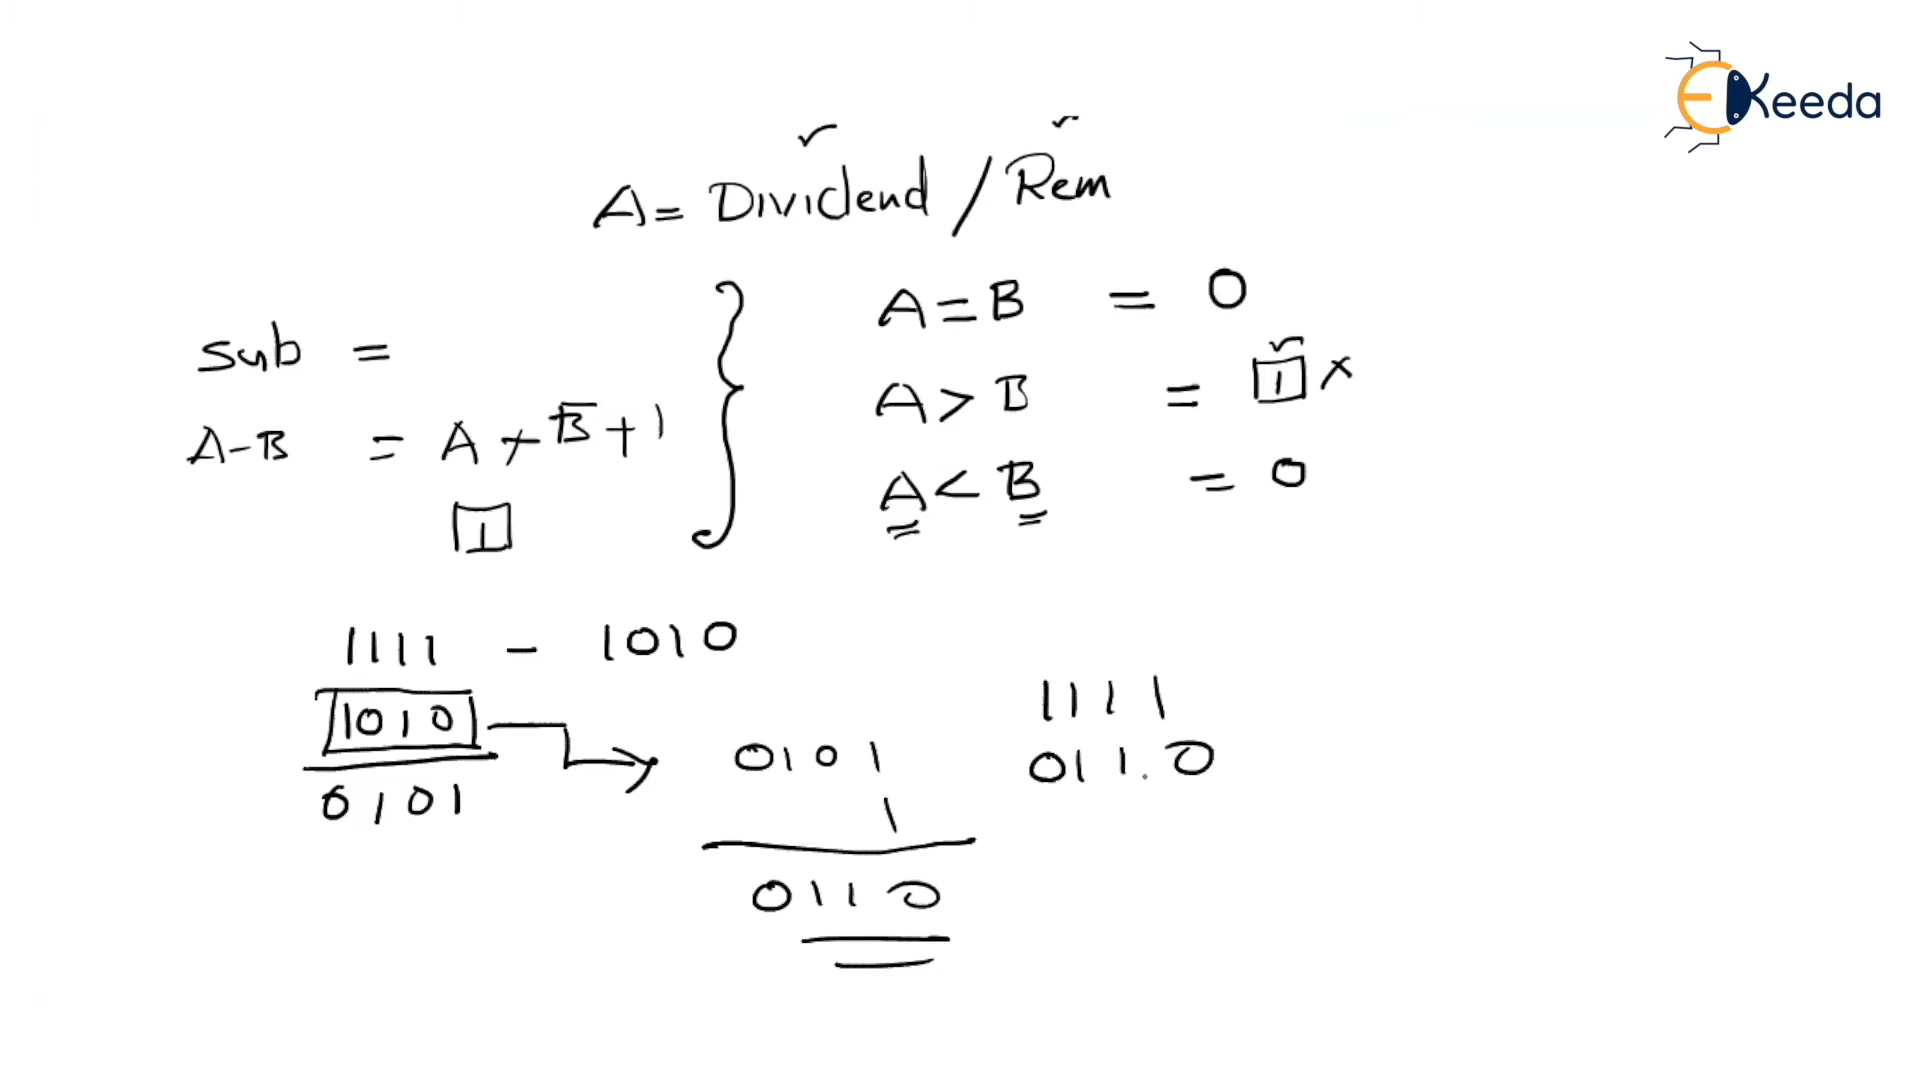 EKeeda
A = Dividend / Rem
A = B = 0
Sub =
A > B = 1 ×
A - B = A + B̅ + 1
A < B = 0
1
1111 - 1010
1010
1111
0101
0110
0101
1
0110